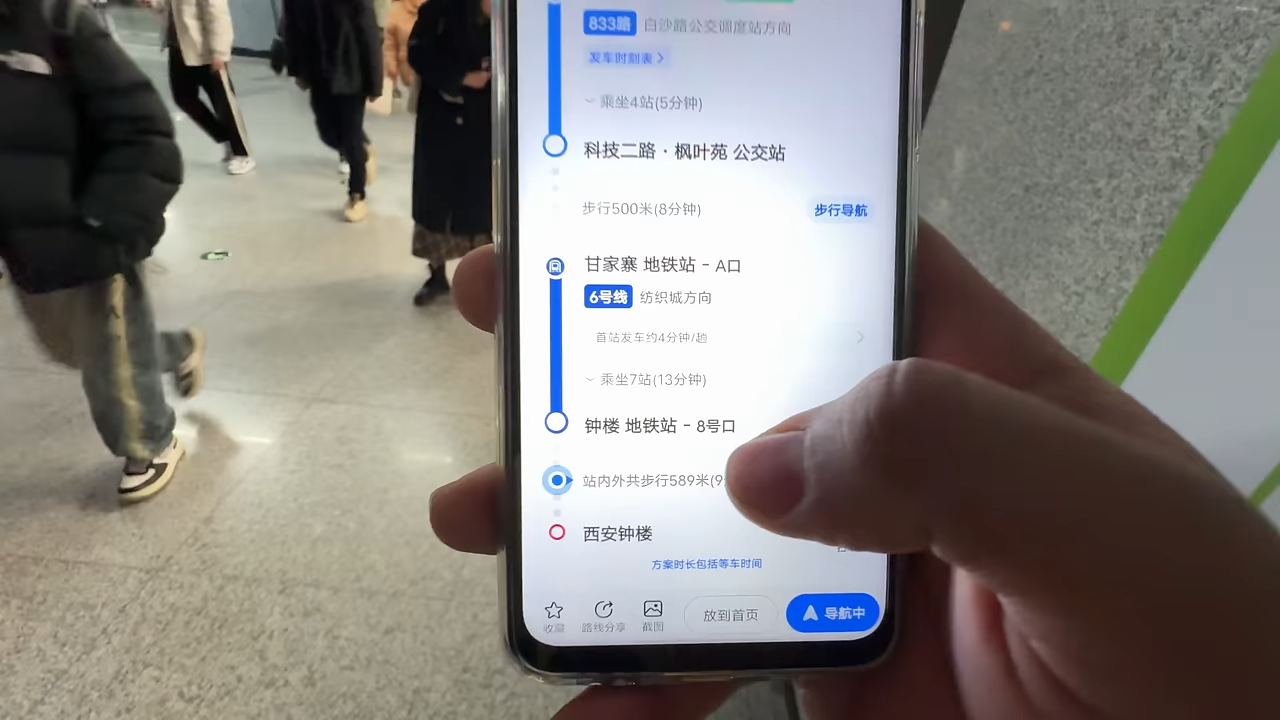 833路 白沙路公交调度站方向
发车时刻表 >
乘坐4站(5分钟)
科技二路·枫叶苑 公交站
步行500米(8分钟) 步行导航
甘家寨 地铁站 - A口
6号线 纺织城方向
首站发车约4分钟/趟
乘坐7站(13分钟)
钟楼 地铁站 - 8号口
站内外共步行589米(9
西安钟楼
方案时长包括等车时间
收藏 路线分享 截图 放到首页 导航中